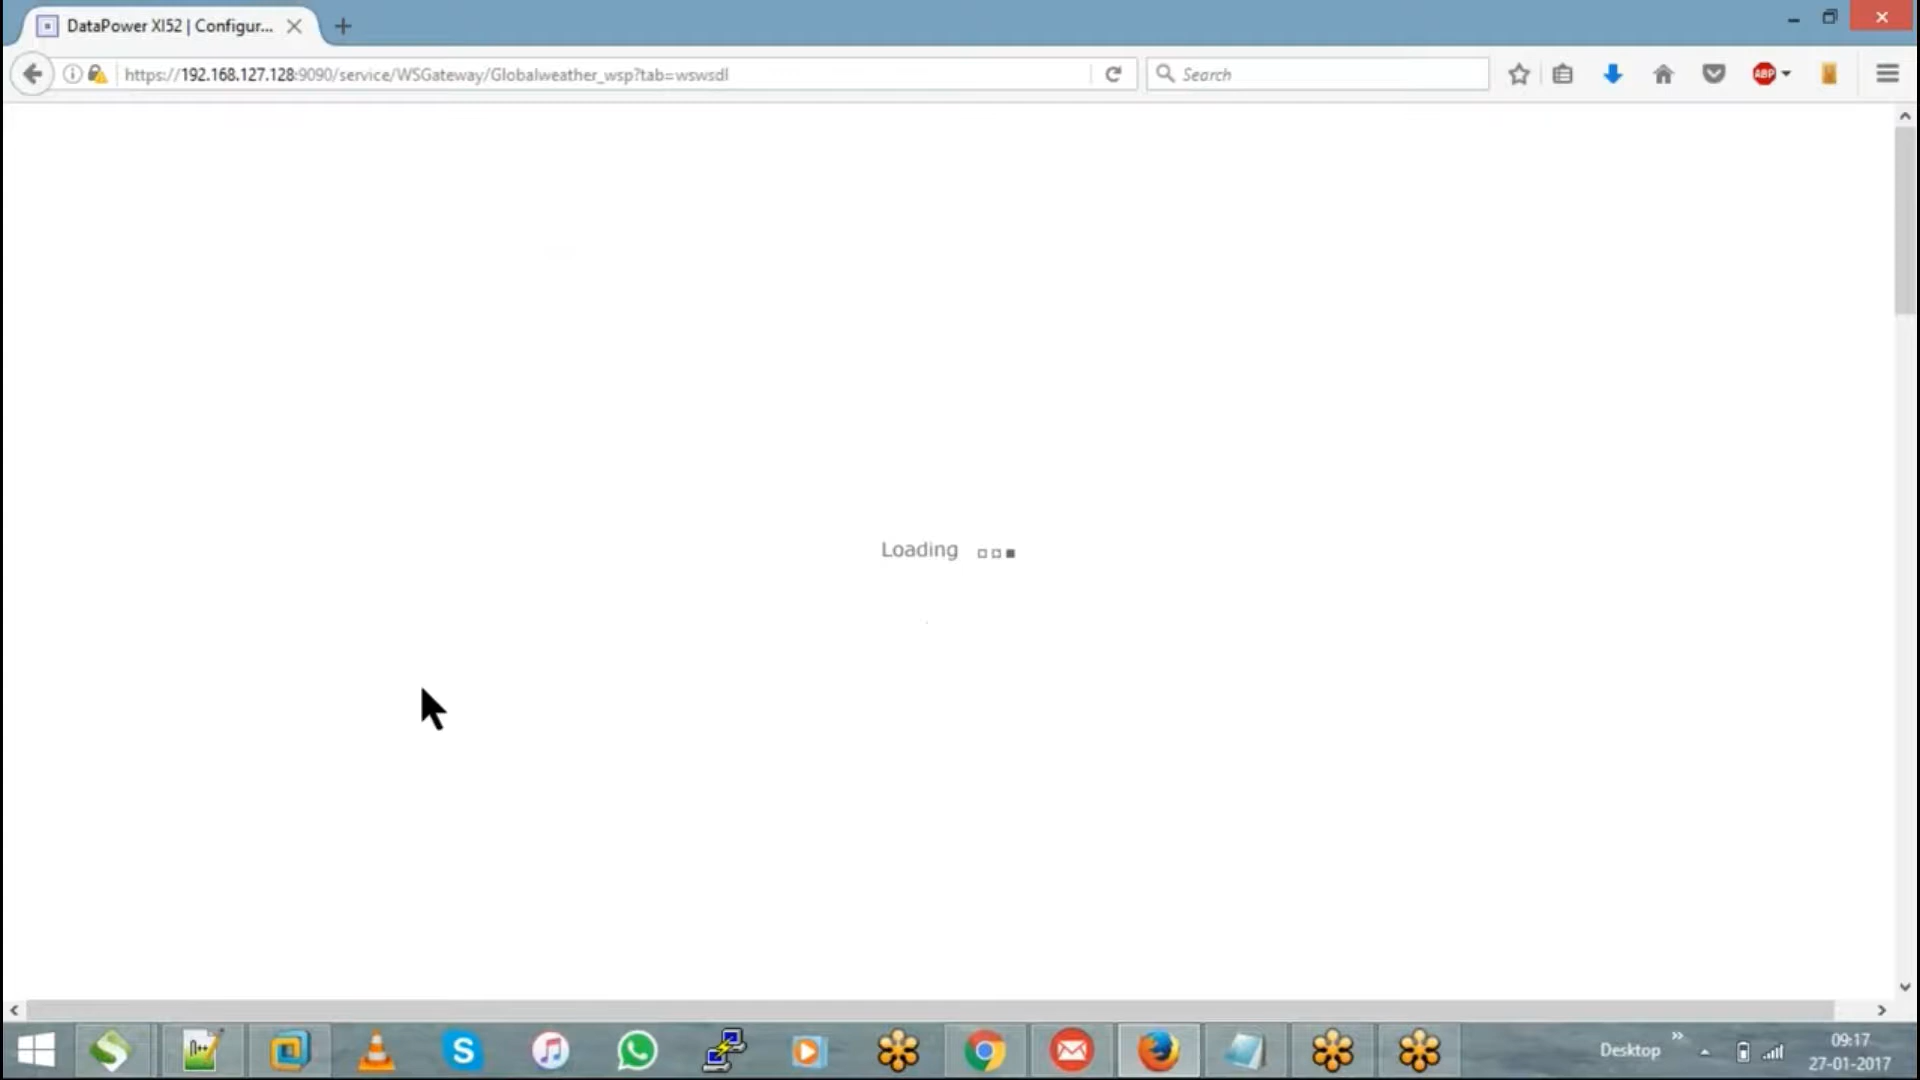 DataPower XI52 | Configur...
https://192.168.127.128:9090/service/WSGateway/Globalweather_wsp?tab=wswsdl
Search
ABP
Loading
n++
S
Desktop
09:17
27-01-2017